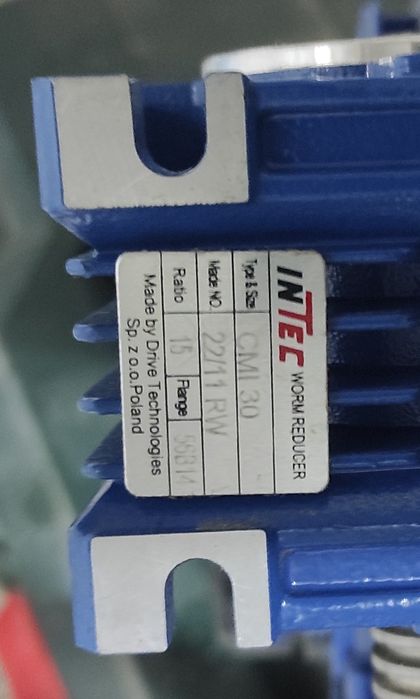 INTEC WORM REDUCER
Type & Size CMI 30
Made NO. 22/11 RW
Ratio 15 Flange 56B14
Made by Drive Technologies
Sp. z o.o.Poland